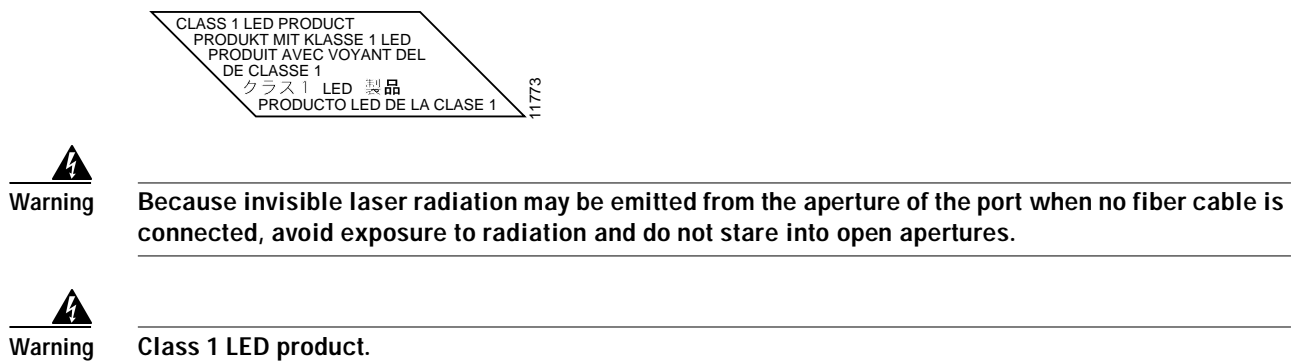 CLASS 1 LED PRODUCT
PRODUKT MIT KLASSE 1 LED
PRODUIT AVEC VOYANT DEL
DE CLASSE 1
クラス1 LED 製品
PRODUCTO LED DE LA CLASE 1
11773
Warning
Because invisible laser radiation may be emitted from the aperture of the port when no fiber cable is
connected, avoid exposure to radiation and do not stare into open apertures.
Warning
Class 1 LED product.